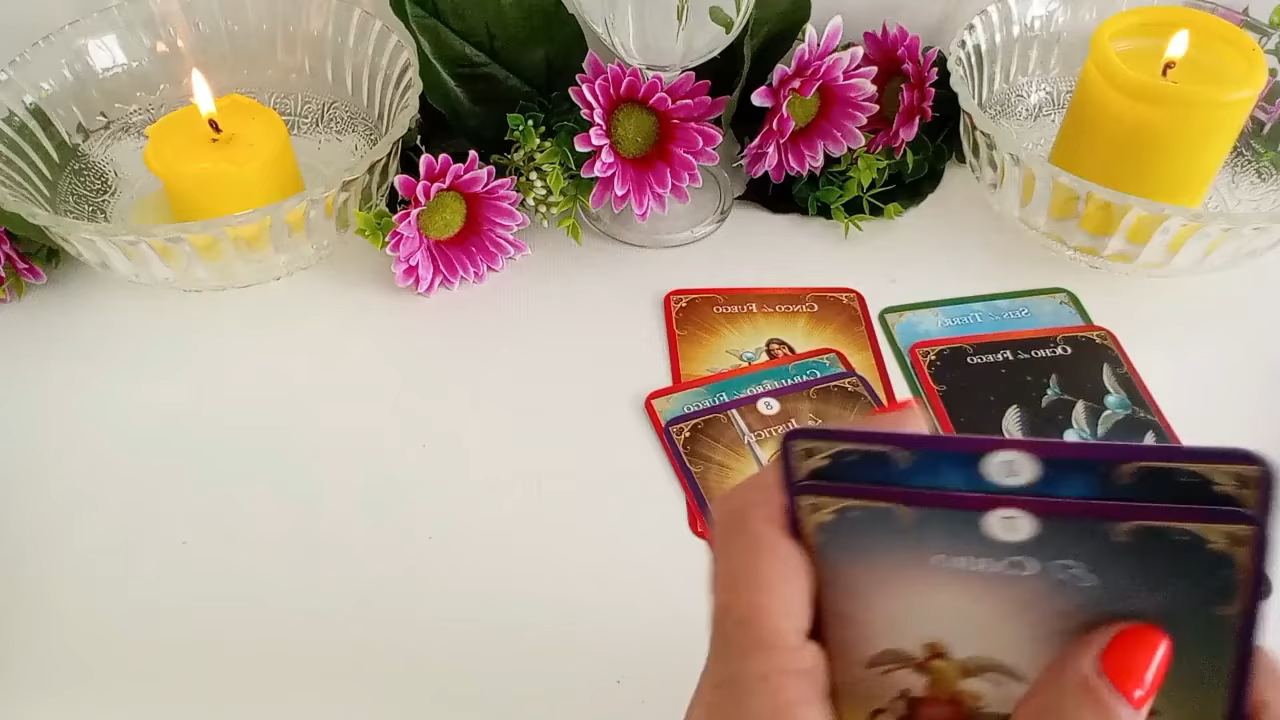 CINCO de FUEGO
SEIS de TIERRA
OCHO de FUEGO
CABALLERO de FUEGO
8
la JUSTICIA